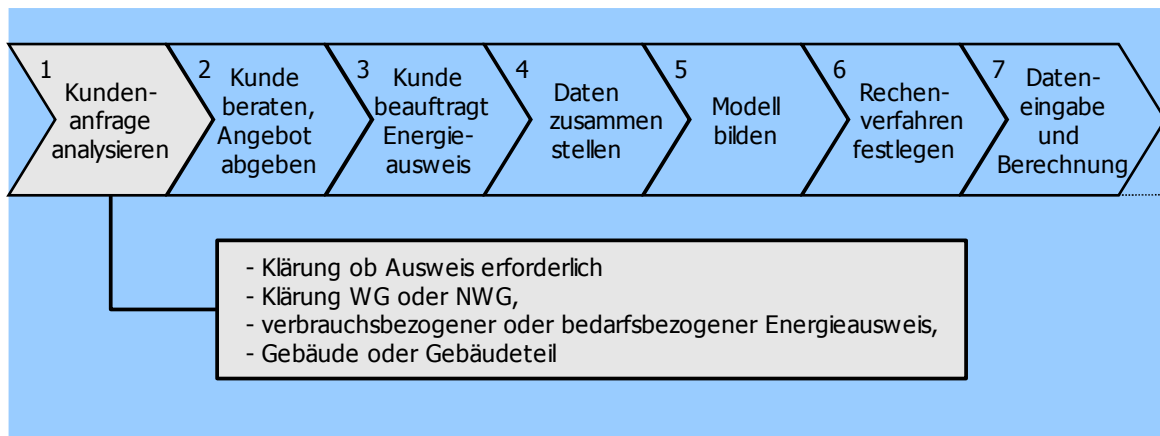 1
Kunden-
anfrage
analysieren
2
Kunde
beraten,
Angebot
abgeben
3
Kunde
beauftragt
Energie-
ausweis
4
Daten
zusammen
stellen
5
Modell
bilden
6
Rechen-
verfahren
festlegen
7
Daten-
eingabe
und
Berechnung
- Klärung ob Ausweis erforderlich
- Klärung WG oder NWG,
- verbrauchsbezogener oder bedarfsbezogener Energieausweis,
- Gebäude oder Gebäudeteil